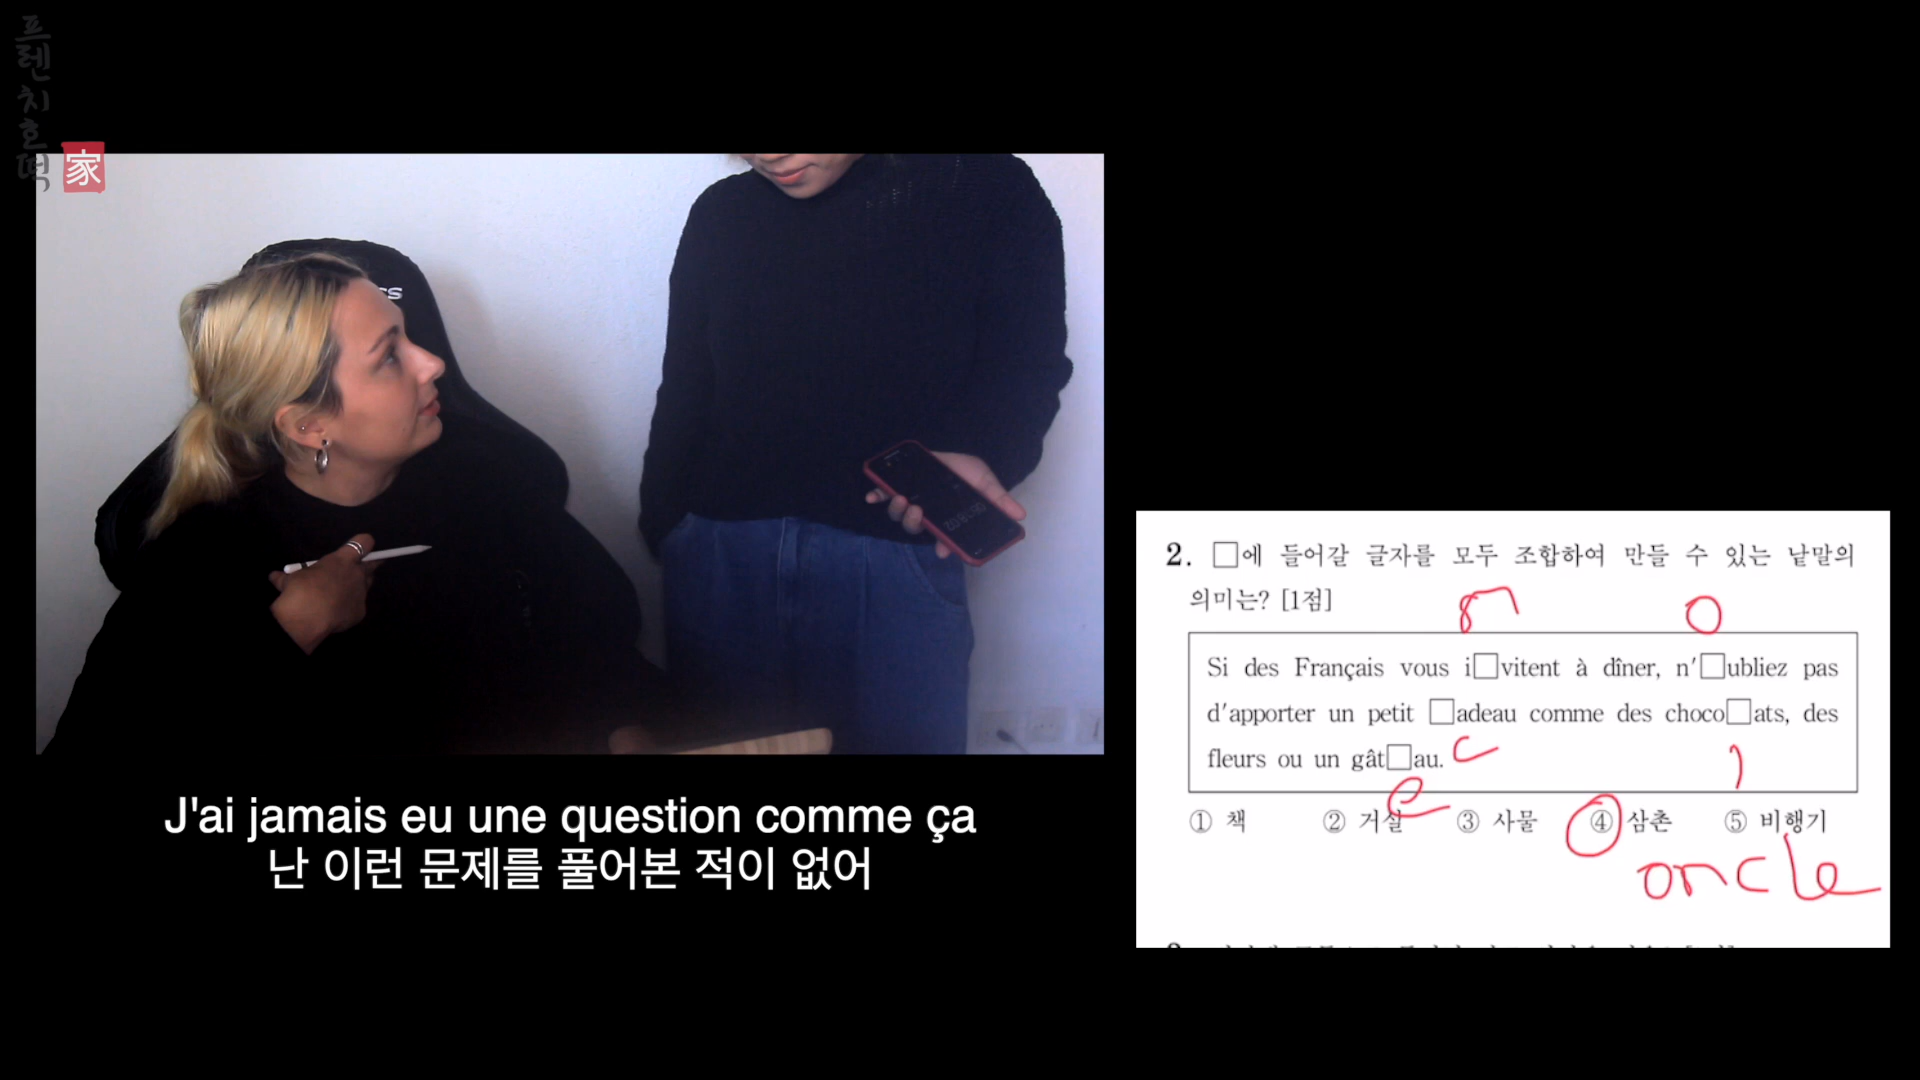 프렌치호떡
家
ss
2. □에 들어갈 글자를 모두 조합하여 만들 수 있는 낱말의
의미는? [1점]
n
o
Si des Français vous i□vitent à dîner, n'□ubliez pas
d'apporter un petit □adeau comme des choco□ats, des
fleurs ou un gât□au.
c
l
e
① 책 ② 거실 ③ 사물 ④ 삼촌 ⑤ 비행기
oncle
J'ai jamais eu une question comme ça
난 이런 문제를 풀어본 적이 없어